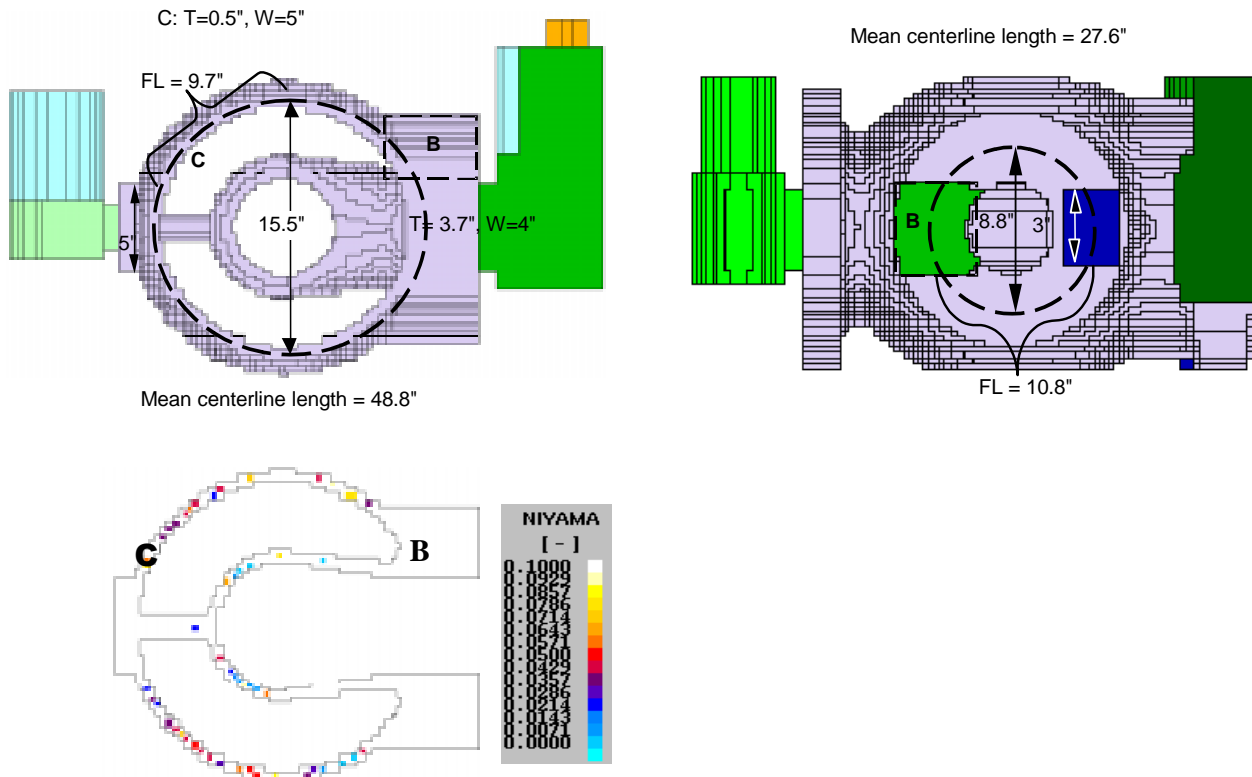 C: T=0.5", W=5"
FL = 9.7"
C
B
15.5"
5"
T= 3.7", W=4"
Mean centerline length = 48.8"
Mean centerline length = 27.6"
B
8.8"
3"
FL = 10.8"
C
B
NIYAMA
[ - ]
0.1000
0.0929
0.0857
0.0786
0.0714
0.0643
0.0571
0.0500
0.0429
0.0357
0.0286
0.0214
0.0143
0.0071
0.0000